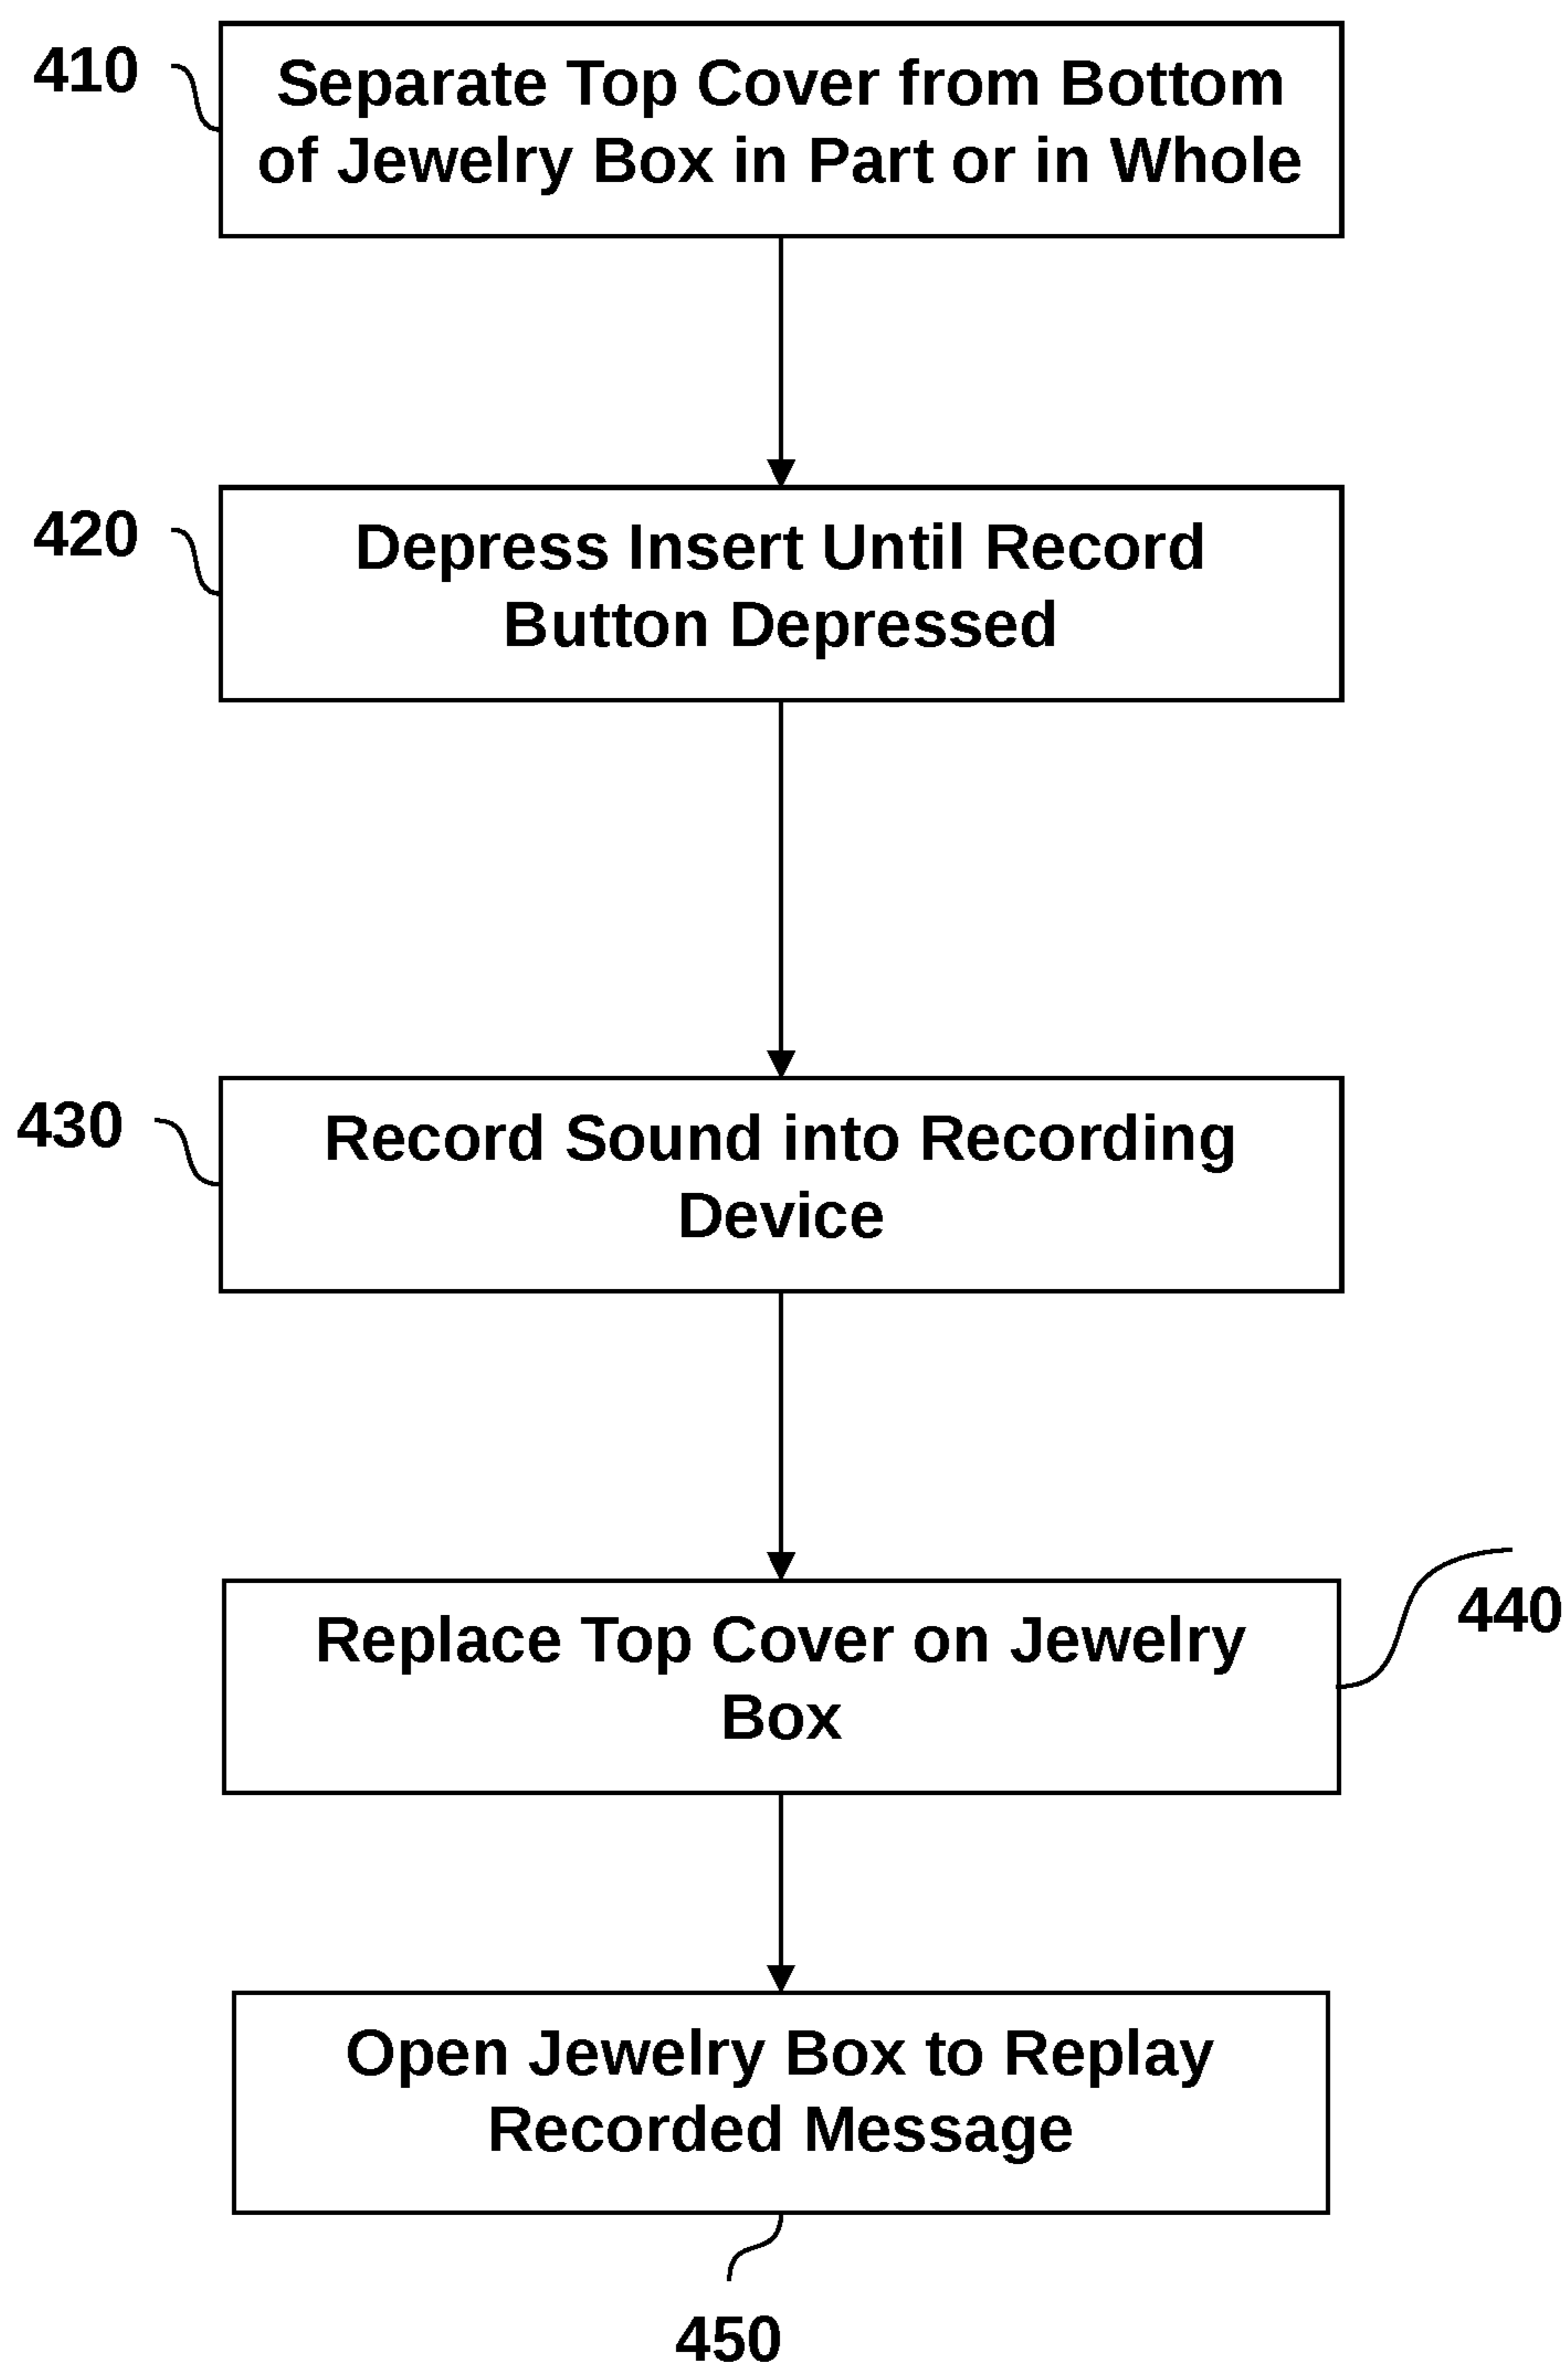 410
Separate Top Cover from Bottom
of Jewelry Box in Part or in Whole
420
Depress Insert Until Record
Button Depressed
430
Record Sound into Recording
Device
440
Replace Top Cover on Jewelry
Box
Open Jewelry Box to Replay
Recorded Message
450